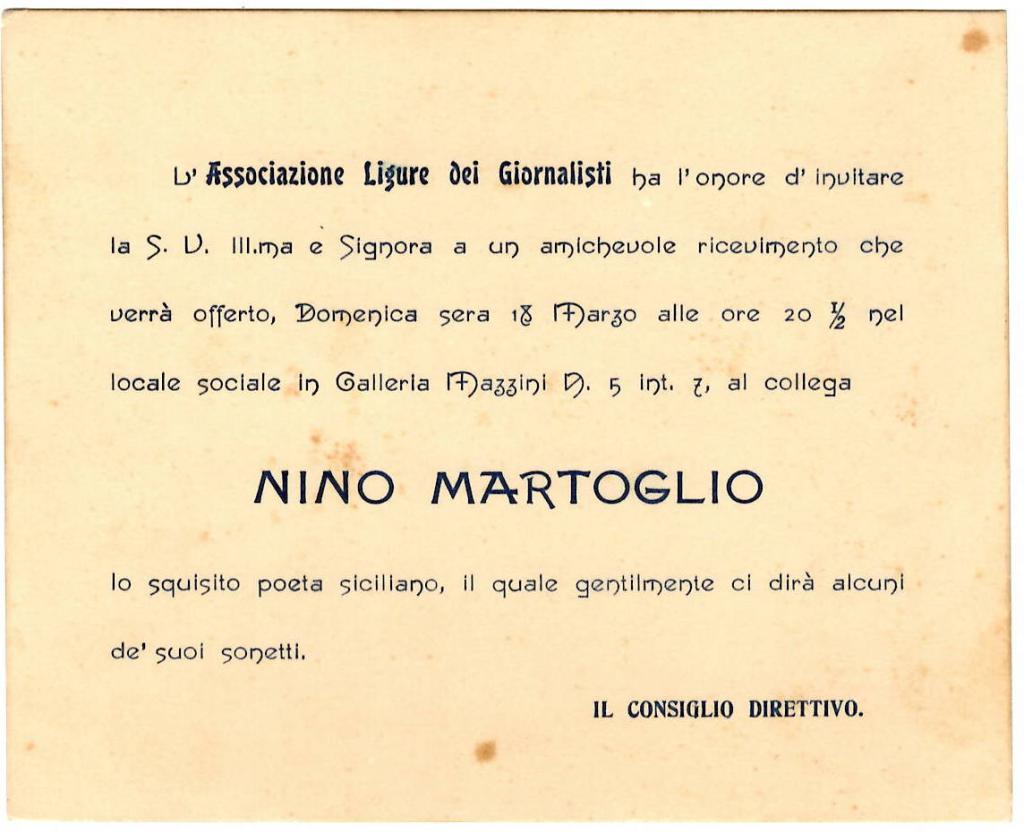 L' Associazione Ligure dei Giornalisti ha l'onore d'invitare
la S. V. Ill.ma e Signora a un amichevole ricevimento che
verrà offerto, Domenica sera 18 Marzo alle ore 20 ½ nel
locale sociale in Galleria Mazzini N. 5 int. 7, al collega
NINO MARTOGLIO
lo squisito poeta siciliano, il quale gentilmente ci dirà alcuni
de' suoi sonetti.
IL CONSIGLIO DIRETTIVO.